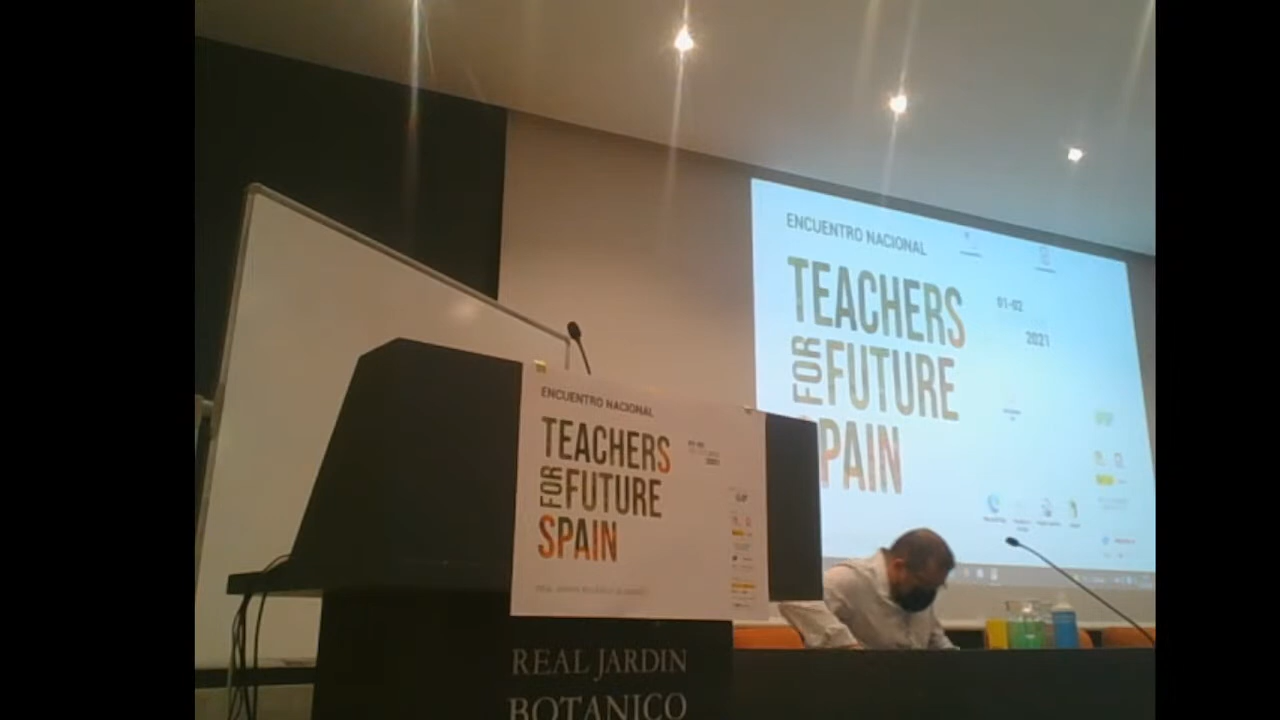 ENCUENTRO NACIONAL
TEACHERS
FOR FUTURE
SPAIN
01-02
2021
ENCUENTRO NACIONAL
TEACHERS
FOR FUTURE
SPAIN
REAL JARDIN
BOTANICO